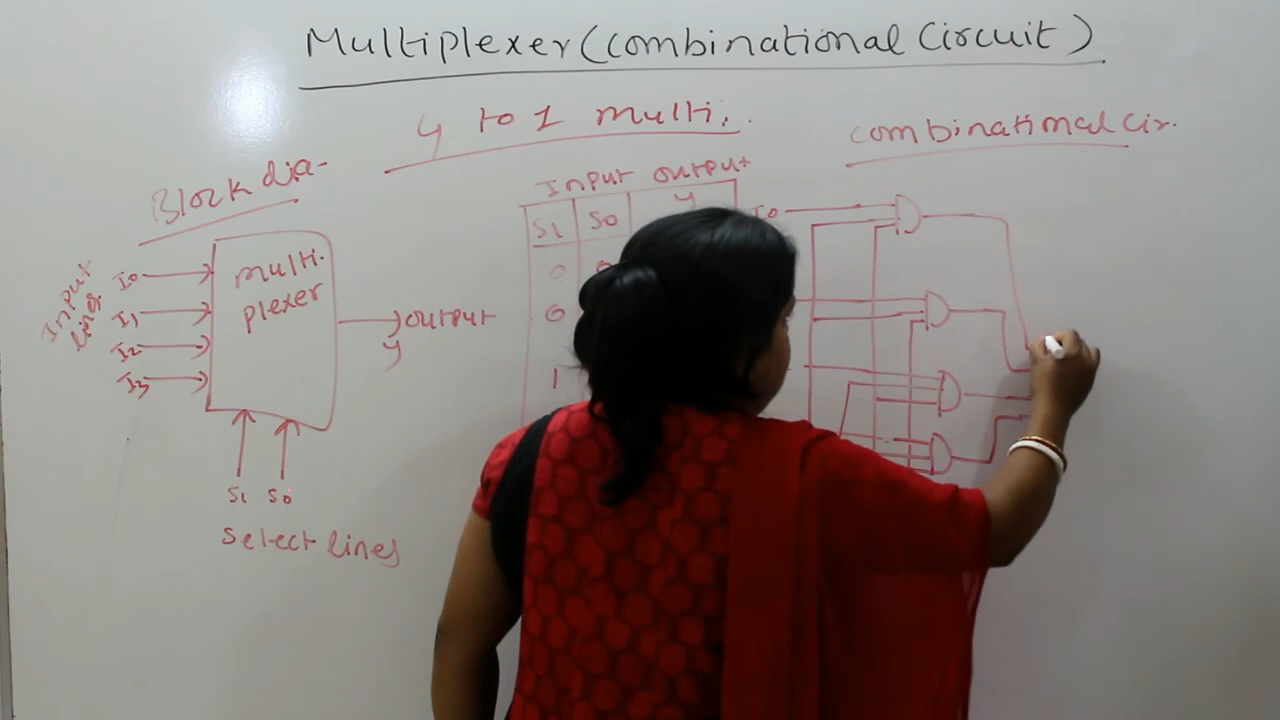 Multiplexer (combinational Circuit)
4 to 1 multi.
combinational cir.
Block dia-
Input output
y
S1 S0
I0
0
0
1
Input
lines
I0
I1
I2
I3
multi.
plexer
output
y
S1 S0
Select lines